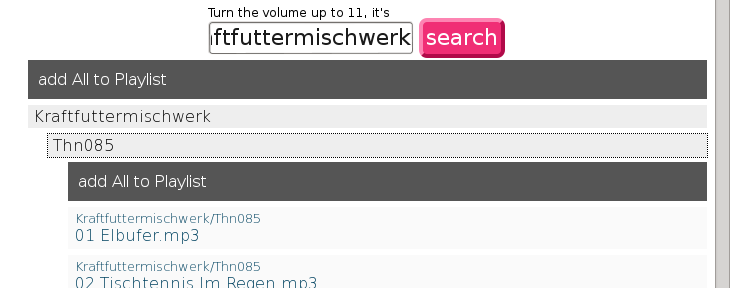 Turn the volume up to 11, it's
ftfuttermischwerk
search
add All to Playlist
Kraftfuttermischwerk
Thn085
add All to Playlist
Kraftfuttermischwerk/Thn085
01 Elbufer.mp3
Kraftfuttermischwerk/Thn085
02 Tischtennis Im Regen.mp3